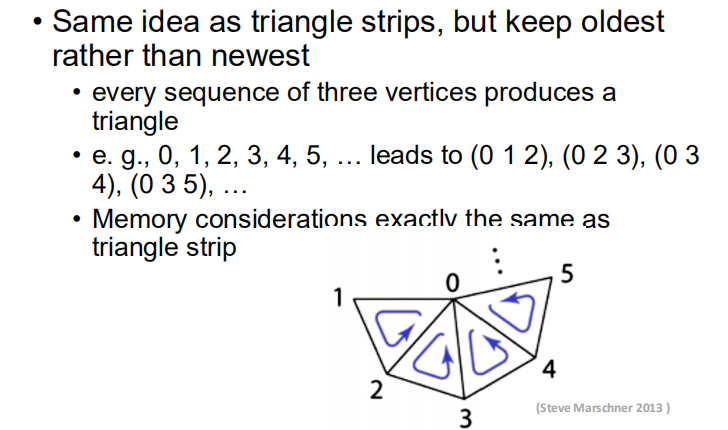 • Same idea as triangle strips, but keep oldest
rather than newest
• every sequence of three vertices produces a
triangle
• e. g., 0, 1, 2, 3, 4, 5, … leads to (0 1 2), (0 2 3), (0 3
4), (0 3 5), …
• Memory considerations exactly the same as
triangle strip
0
5
1
4
2
3
(Steve Marschner 2013 )